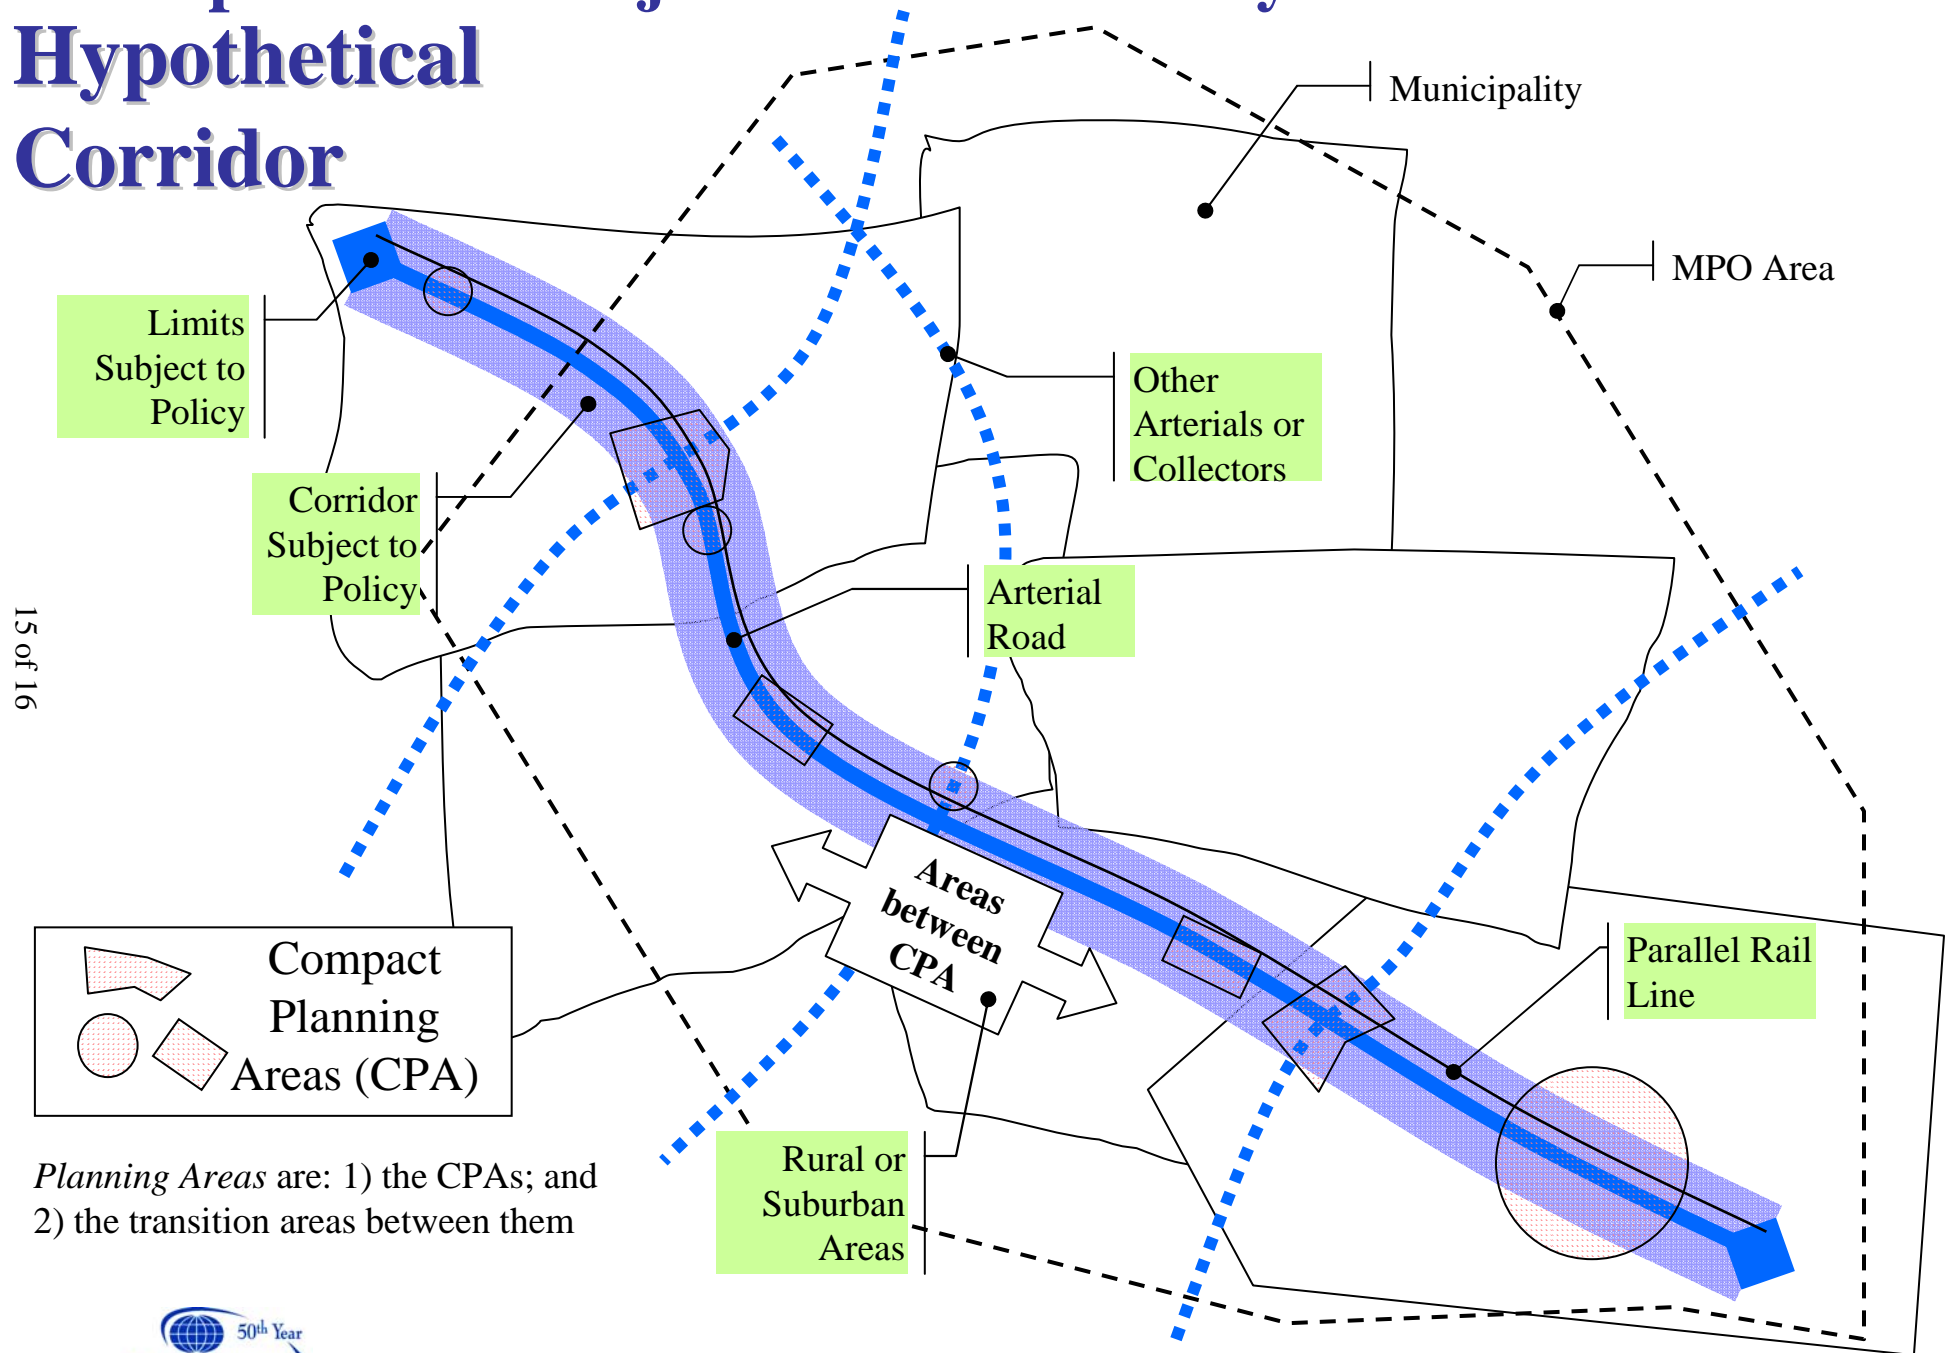 Hypothetical
Corridor
Municipality
MPO Area
Limits
Subject to
Policy
Other
Arterials or
Collectors
Corridor
Subject to
Policy
Arterial
Road
15 of 16
Areas
between
CPA
Parallel Rail
Line
Compact
Planning
Areas (CPA)
Rural or
Suburban
Areas
Planning Areas are: 1) the CPAs; and
2) the transition areas between them
50th Year